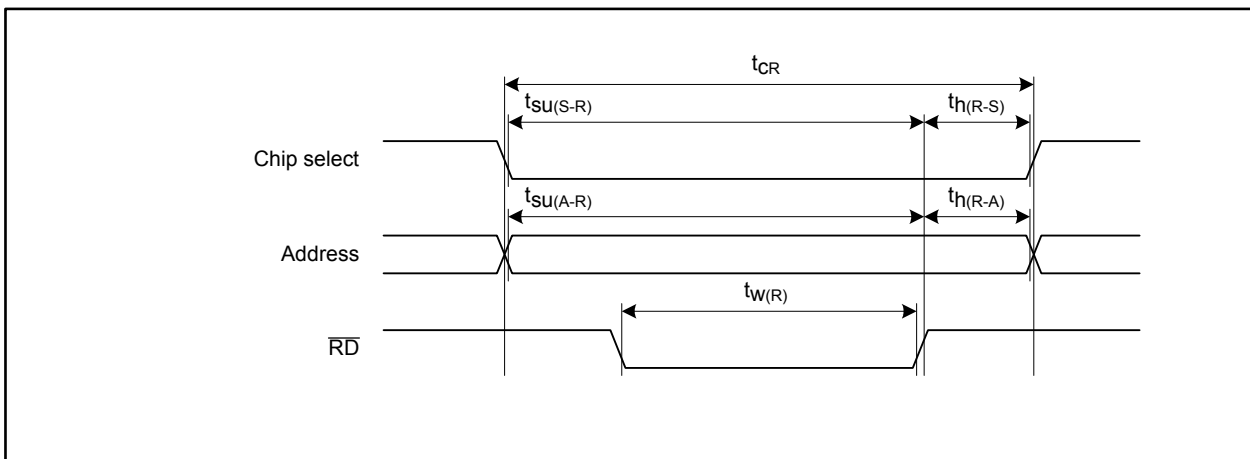 tCR
tsu(S-R) th(R-S)
Chip select
tsu(A-R) th(R-A)
Address
tw(R)
RD